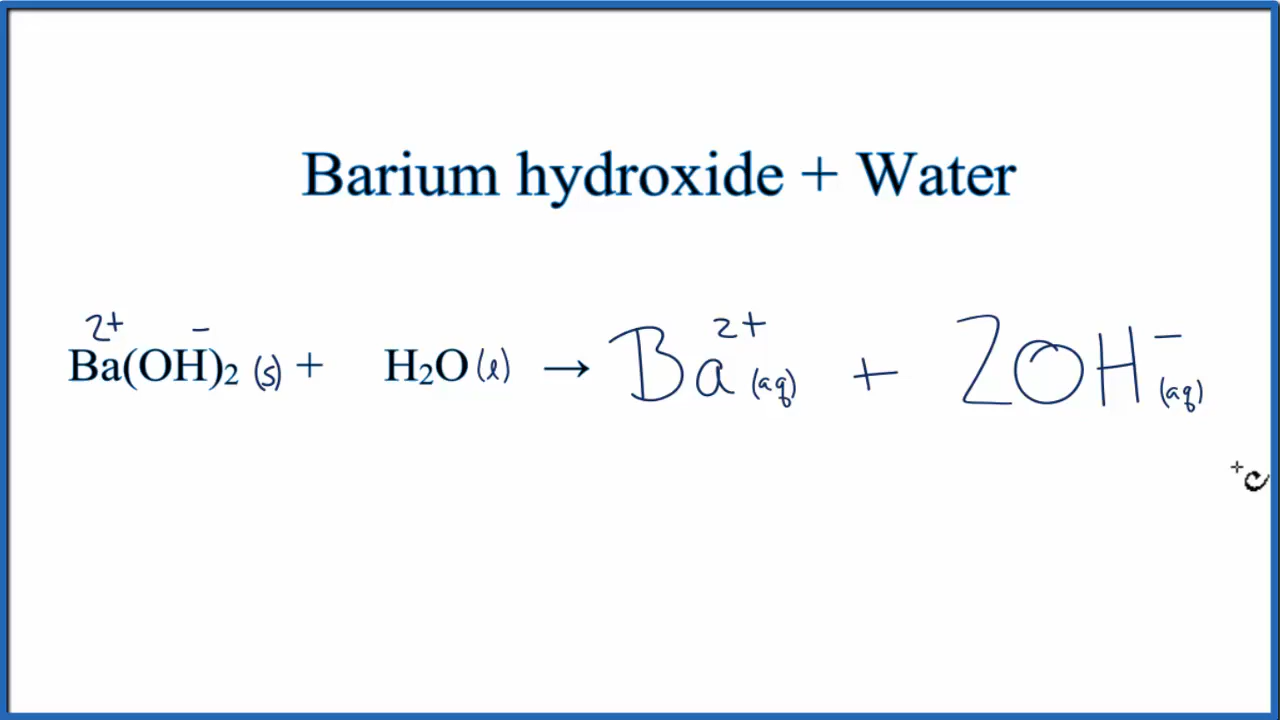 Barium hydroxide + Water
Ba²⁺(OH⁻)₂ (s) + H₂O (l) → Ba²⁺ (aq) + 2OH⁻ (aq)